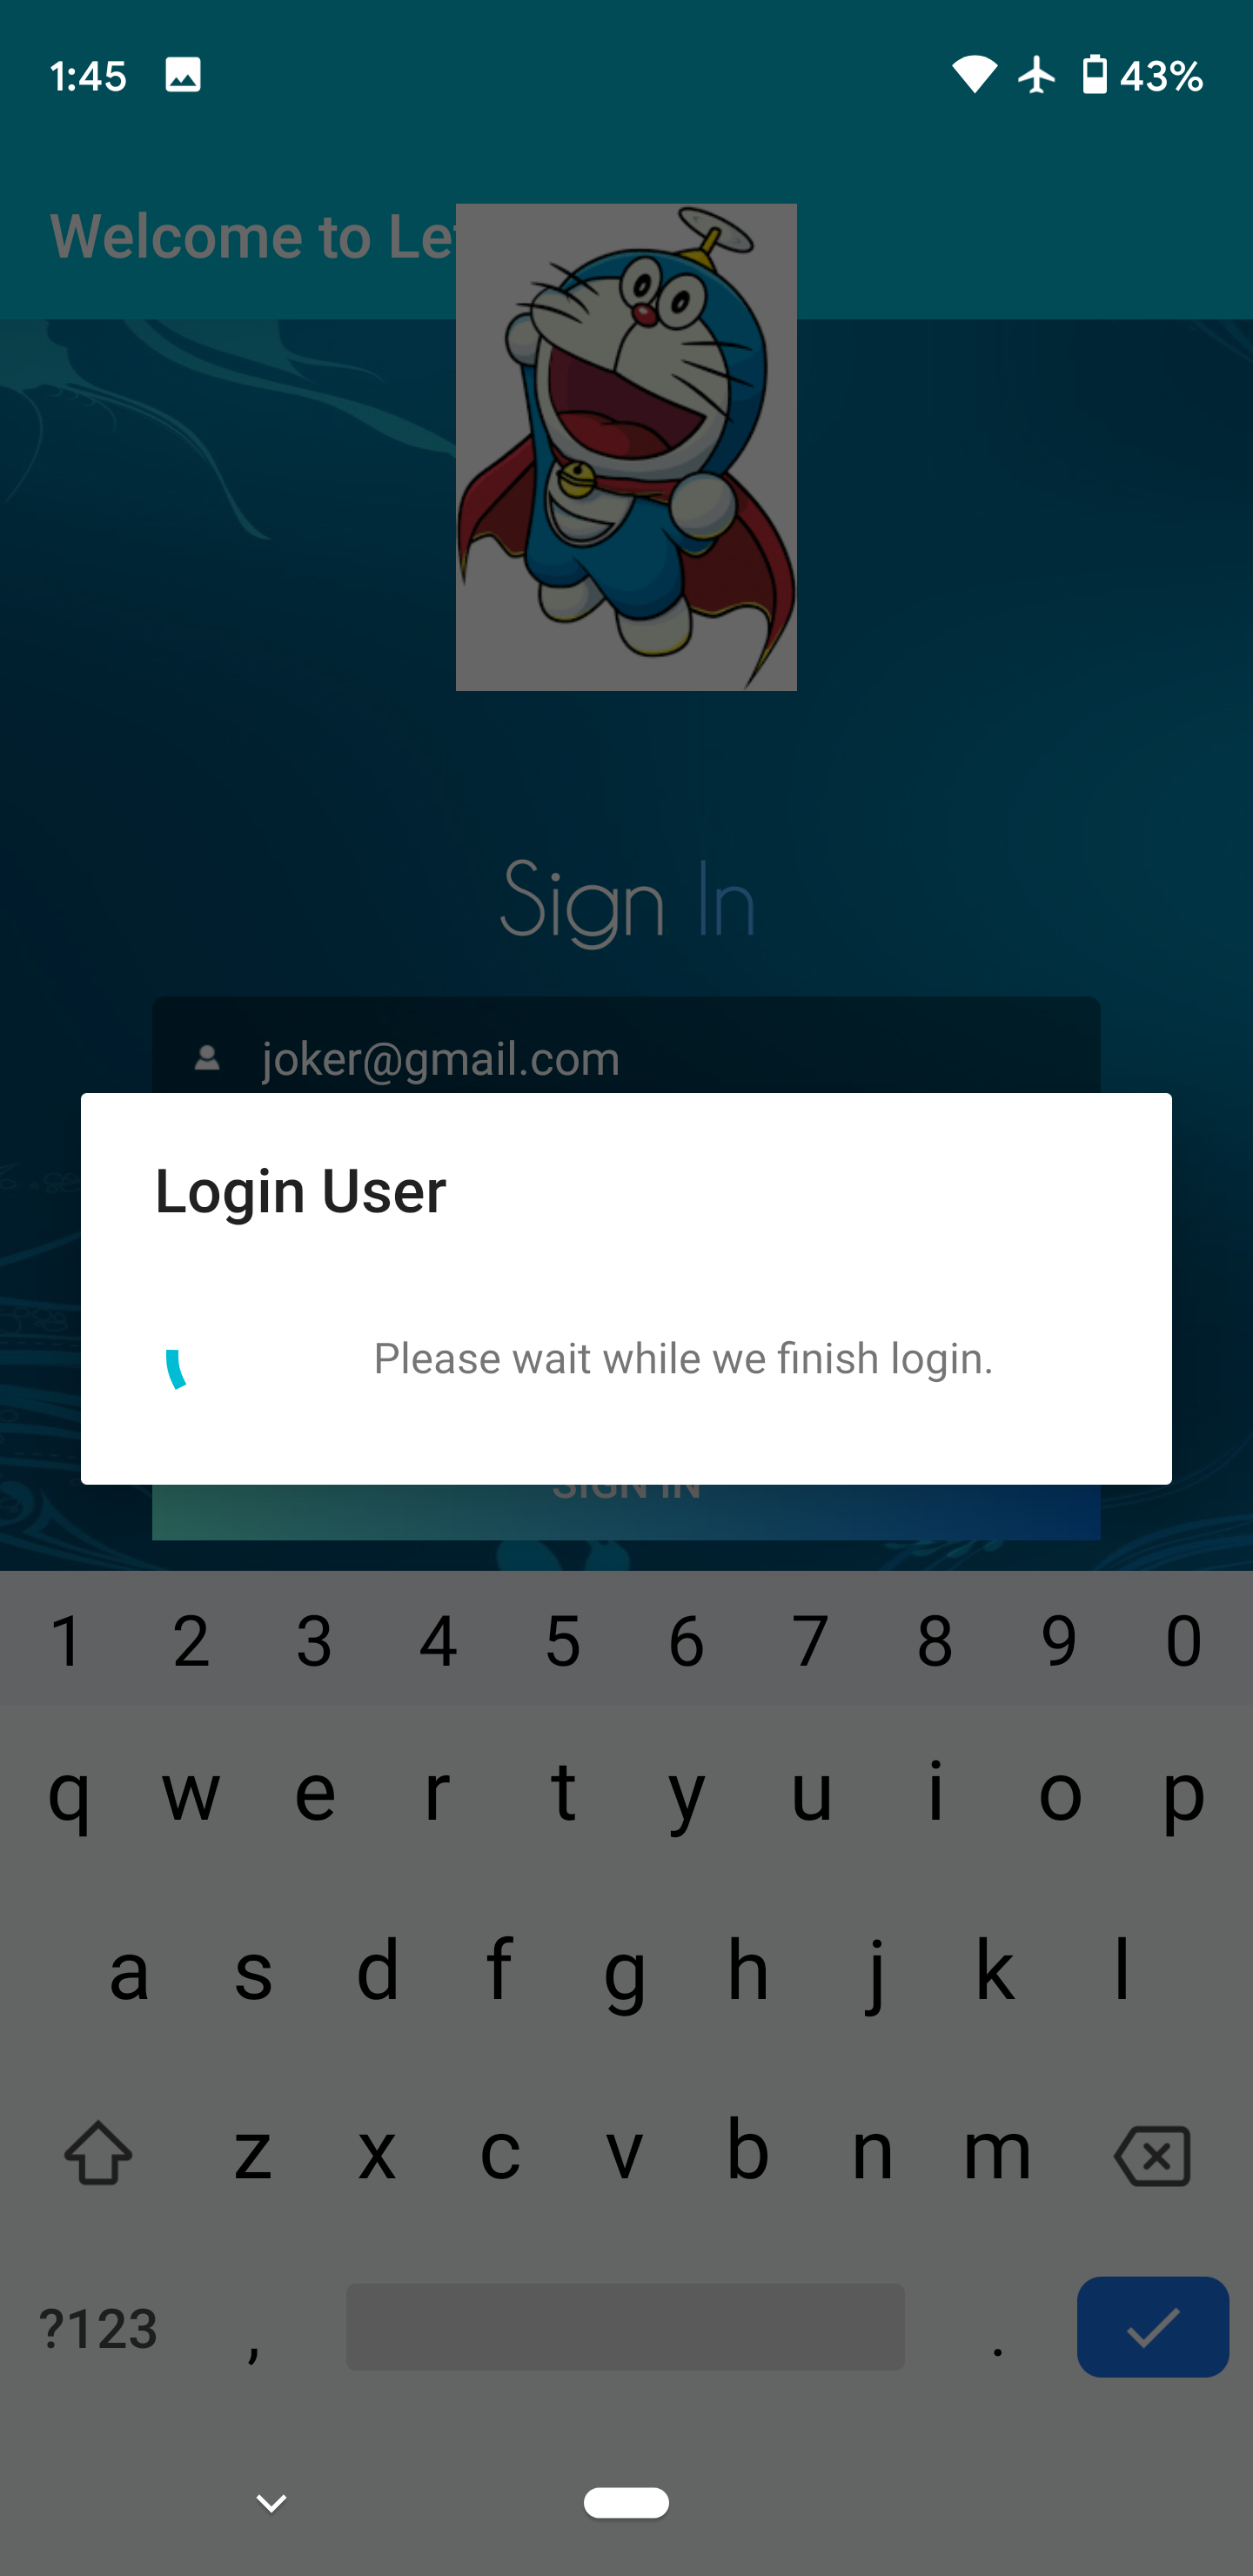 1:45 43%
Welcome to Le
Sign In
joker@gmail.com
Login User
Please wait while we finish login.
SIGN IN
1 2 3 4 5 6 7 8 9 0
q w e r t y u i o p
a s d f g h j k l
z x c v b n m
?123 , .